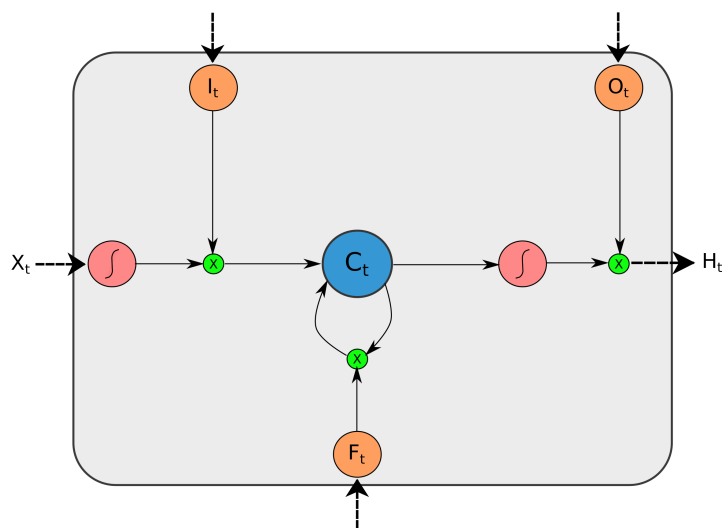 Iₜ
Oₜ
Xₜ
∫
x
Cₜ
∫
x
Hₜ
x
Fₜ